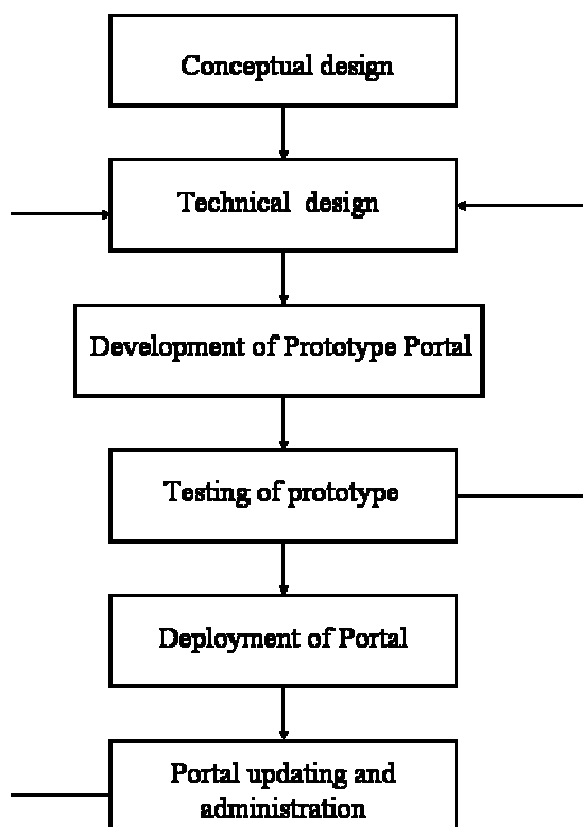 Conceptual design
Technical design
Development of Prototype Portal
Testing of prototype
Deployment of Portal
Portal updating and
administration